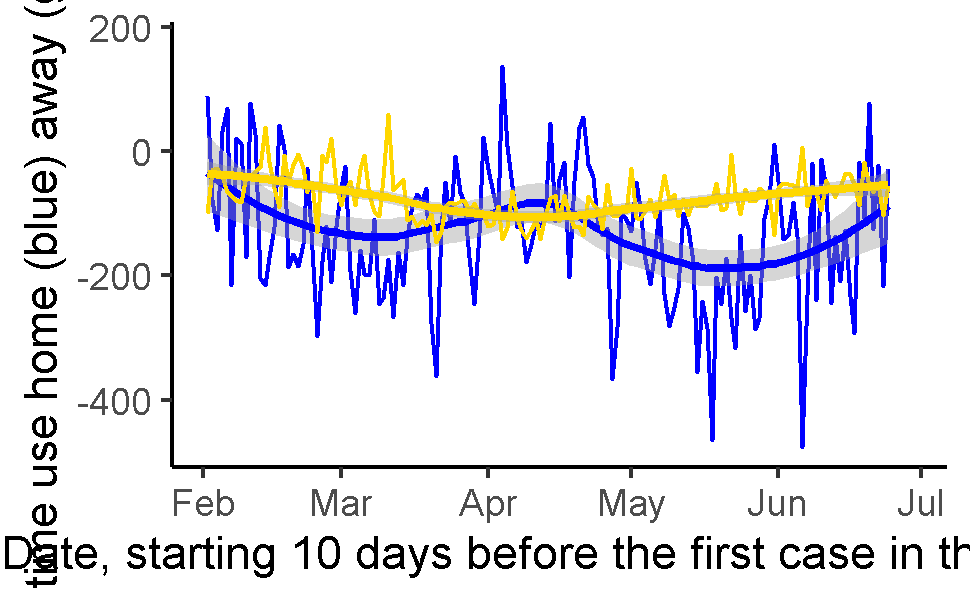 time use home (blue) away (
200
0
-200
-400
Feb Mar Apr May Jun Jul
Date, starting 10 days before the first case in th